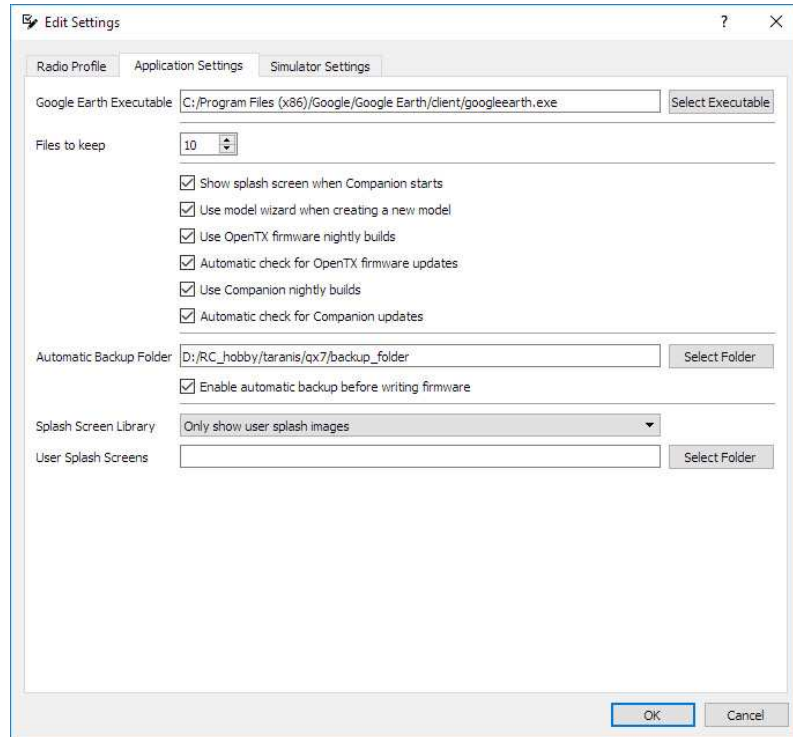 Edit Settings
Radio Profile Application Settings Simulator Settings
Google Earth Executable C:/Program Files (x86)/Google/Google Earth/client/googleearth.exe Select Executable
Files to keep 10
Show splash screen when Companion starts
Use model wizard when creating a new model
Use OpenTX firmware nightly builds
Automatic check for OpenTX firmware updates
Use Companion nightly builds
Automatic check for Companion updates
Automatic Backup Folder D:/RC_hobby/taranis/qx7/backup_folder Select Folder
Enable automatic backup before writing firmware
Splash Screen Library Only show user splash images
User Splash Screens Select Folder
OK Cancel